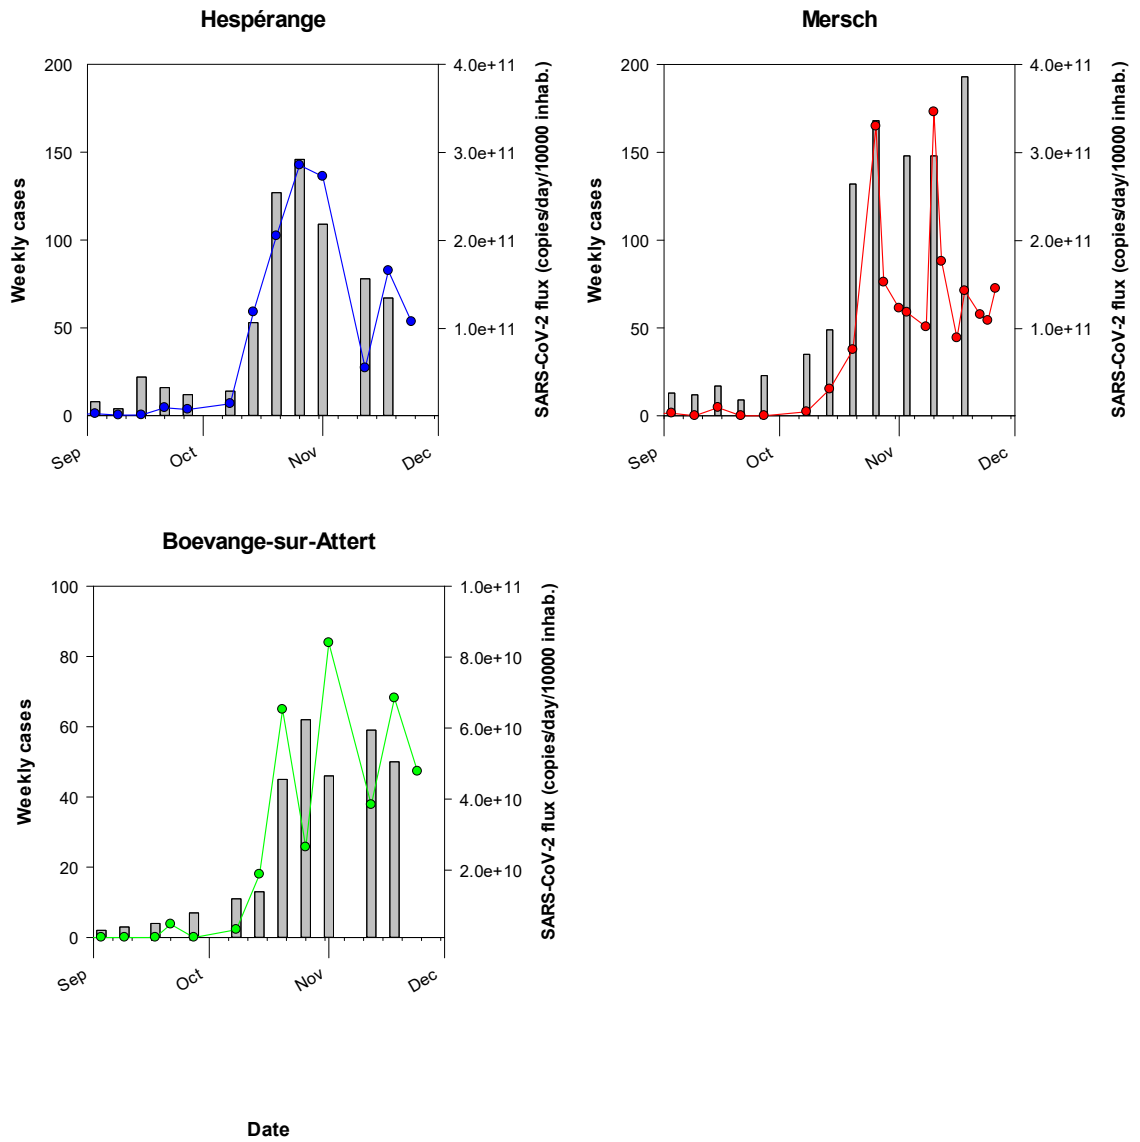 Hespérange
Weekly cases
200
150
100
50
0
4.0e+11
3.0e+11
2.0e+11
1.0e+11
SARS-CoV-2 flux (copies/day/10000 inhab.)
Sep
Oct
Nov
Dec
Mersch
Weekly cases
200
150
100
50
0
4.0e+11
3.0e+11
2.0e+11
1.0e+11
SARS-CoV-2 flux (copies/day/10000 inhab.)
Sep
Oct
Nov
Dec
Boevange-sur-Attert
Weekly cases
100
80
60
40
20
0
1.0e+11
8.0e+10
6.0e+10
4.0e+10
2.0e+10
SARS-CoV-2 flux (copies/day/10000 inhab.)
Sep
Oct
Nov
Dec
Date